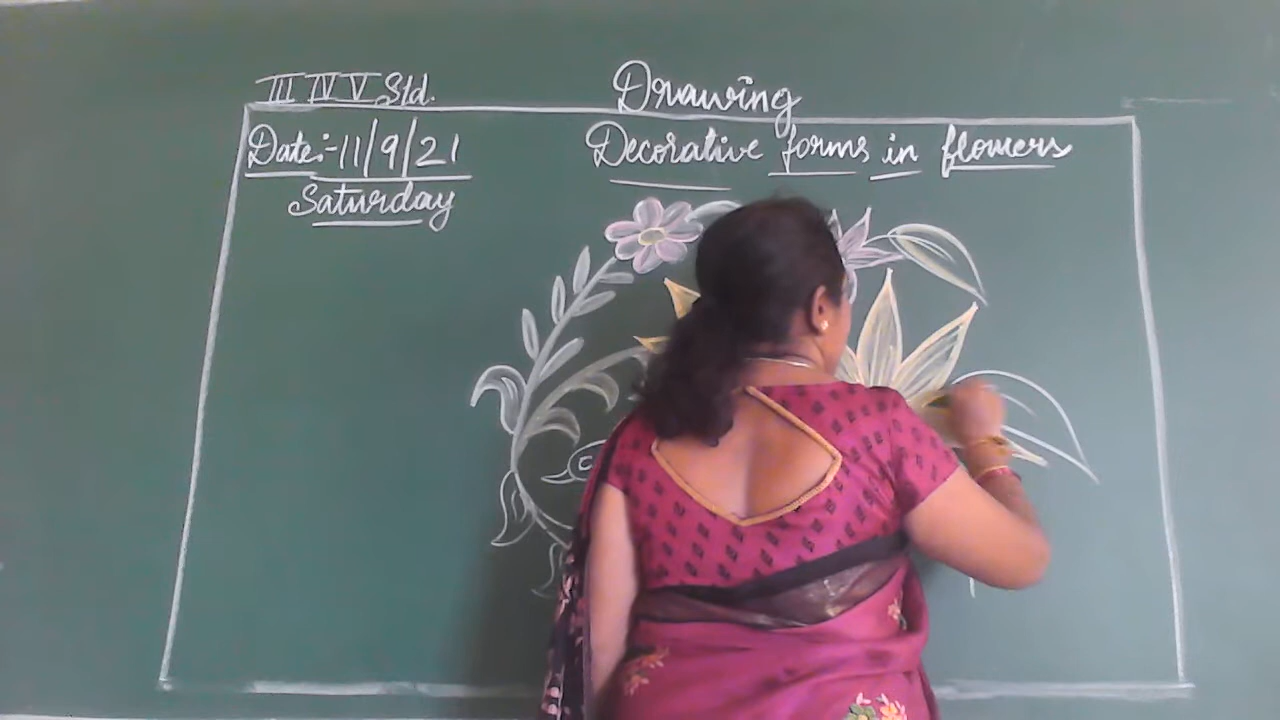 III IV V Std.
Drawing
Date:-11/9/21
Decorative forms in flowers
Saturday